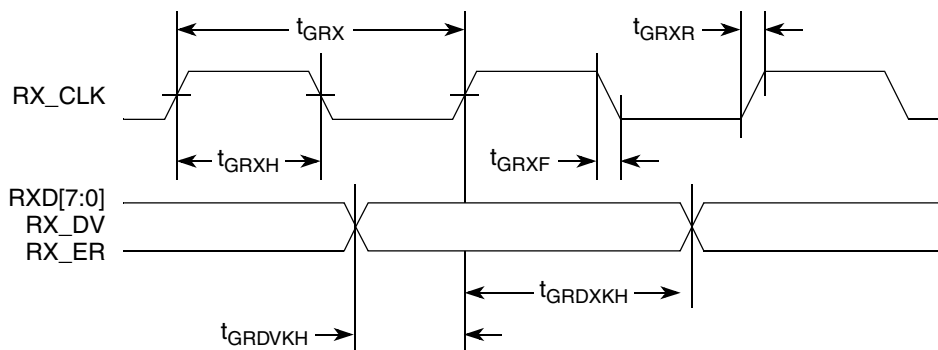 tGRX
tGRXR
RX_CLK
tGRXH
tGRXF
RXD[7:0]
RX_DV
RX_ER
tGRDXKH
tGRDVKH